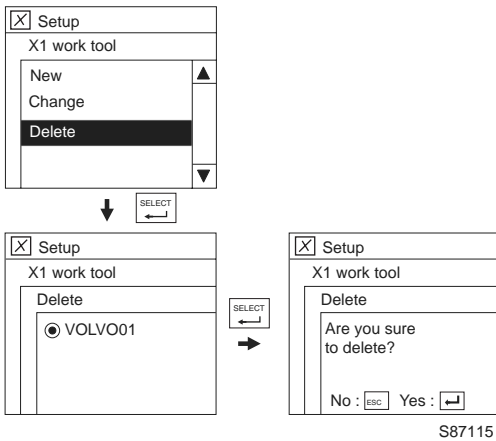 X Setup
X1 work tool
New
Change
Delete
SELECT
X Setup
X1 work tool
Delete
VOLVO01
SELECT
X Setup
X1 work tool
Delete
Are you sure
to delete?
No : ESC Yes :
S87115